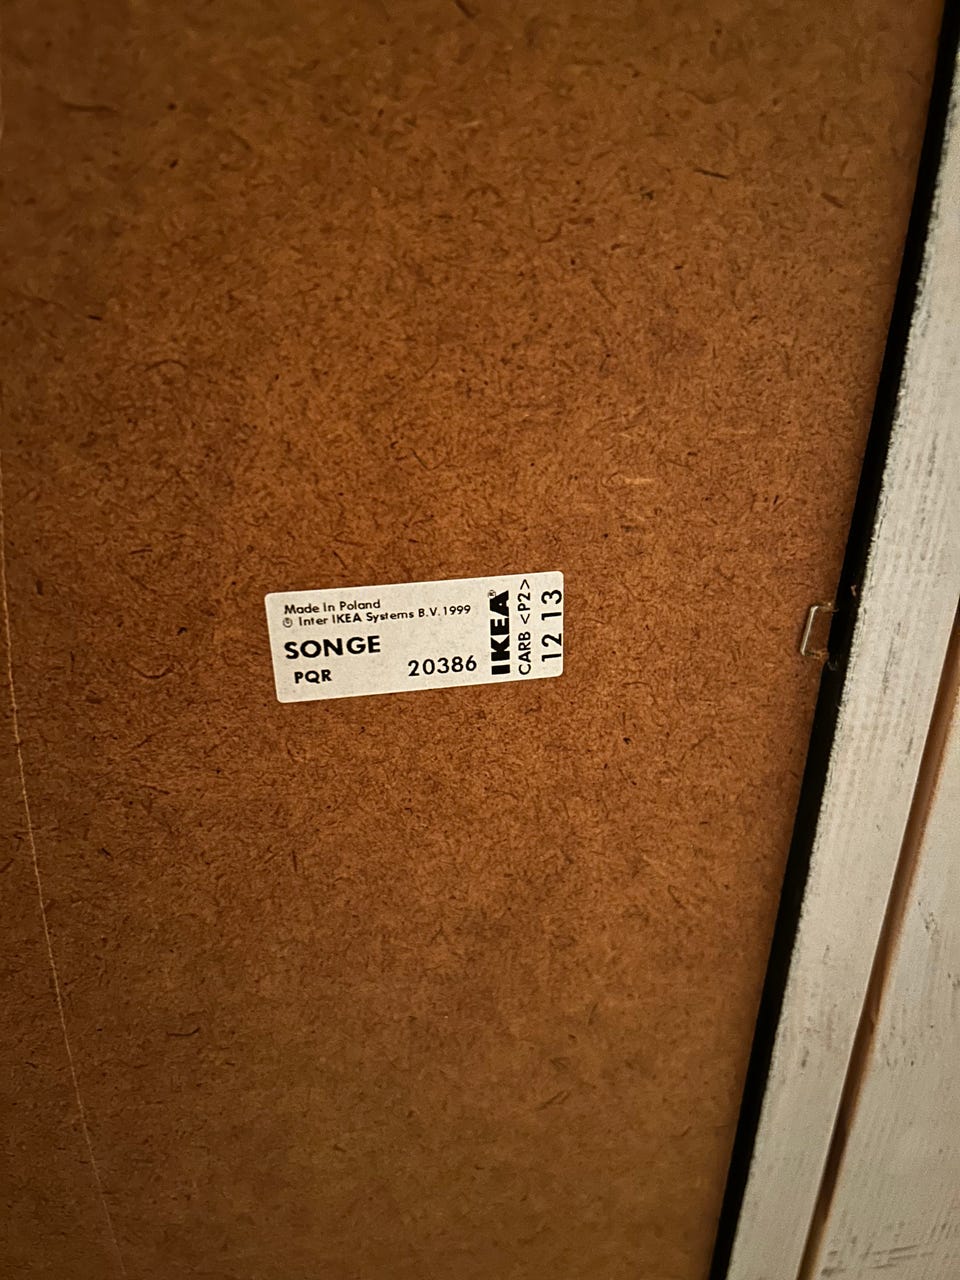 Made In Poland
© Inter IKEA Systems B.V. 1999
SONGE
PQR 20386
IKEA®
CARB <P2>
12 13